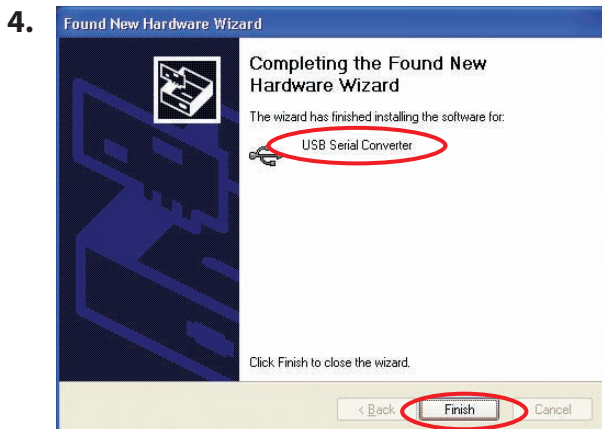 4.
Found New Hardware Wizard
Completing the Found New
Hardware Wizard
The wizard has finished installing the software for:
USB Serial Converter
Click Finish to close the wizard.
< Back Finish Cancel